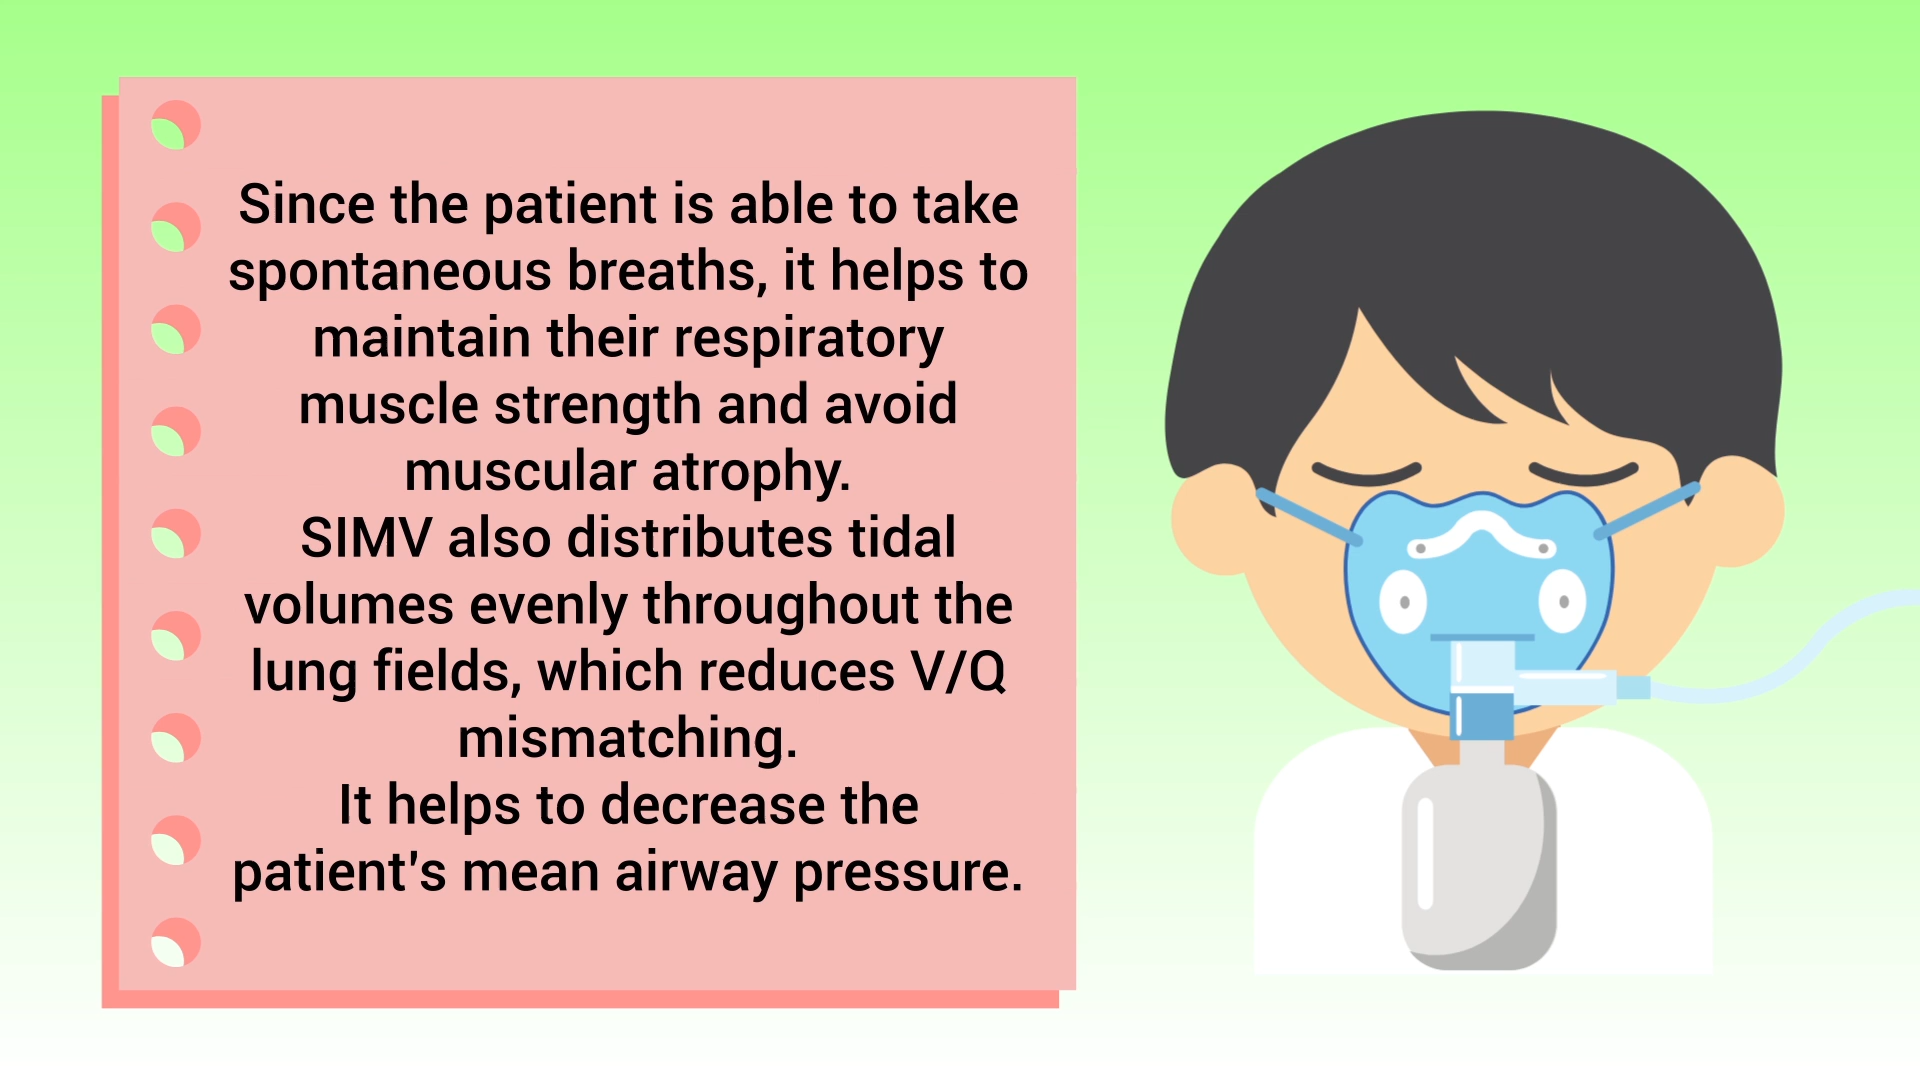 Since the patient is able to take
spontaneous breaths, it helps to
maintain their respiratory
muscle strength and avoid
muscular atrophy.
SIMV also distributes tidal
volumes evenly throughout the
lung fields, which reduces V/Q
mismatching.
It helps to decrease the
patient's mean airway pressure.